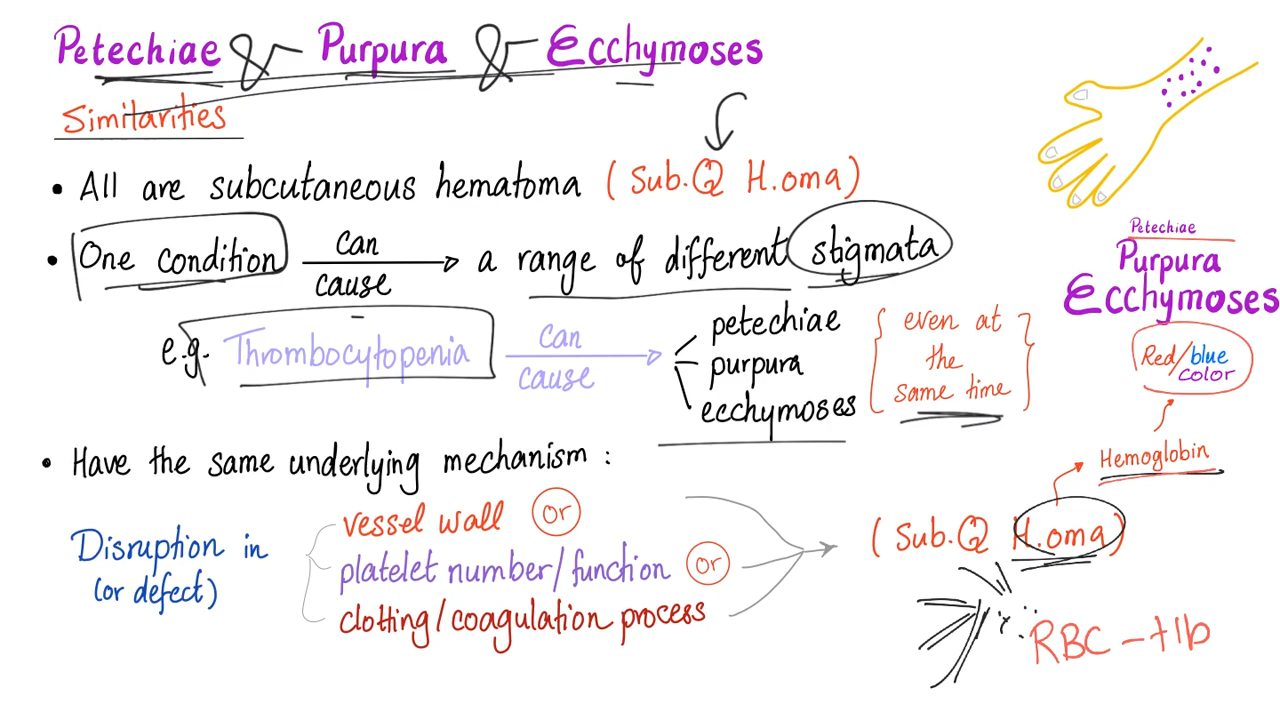 Petechiae & Purpura & Ecchymoses
Similarities
• All are subcutaneous hematoma (Sub.Q H.oma)
• One condition can cause a range of different stigmata
e.g. Thrombocytopenia can cause
petechiae
purpura
ecchymoses
even at
the
same time
Petechiae
Purpura
Ecchymoses
Red/blue
color
Hemoglobin
• Have the same underlying mechanism:
Disruption in
(or defect)
vessel wall or
platelet number/function or
clotting/coagulation process
(Sub.Q H.oma)
RBC - Hb